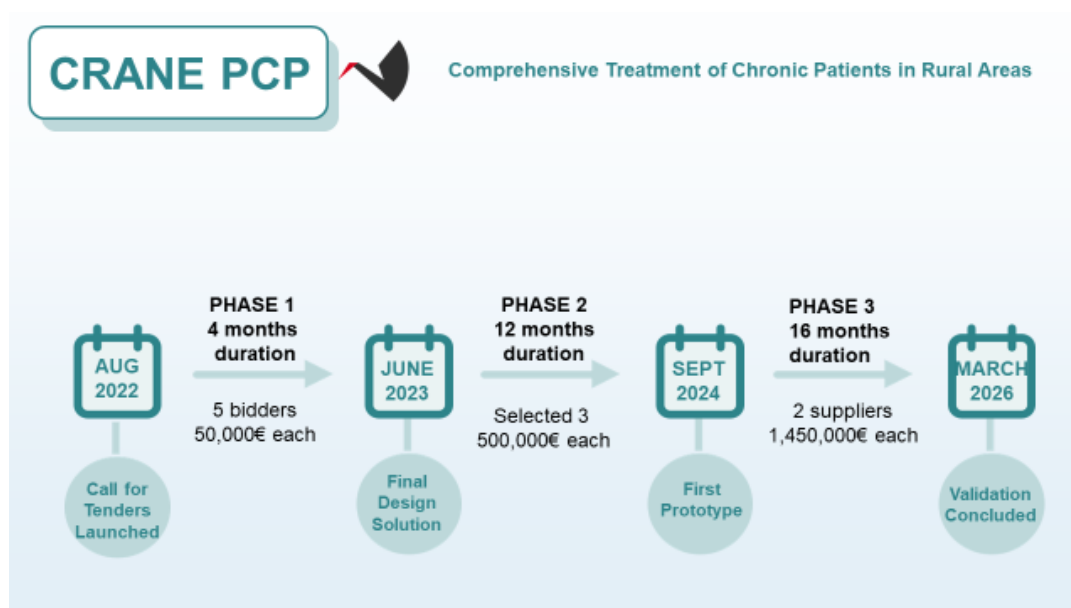 CRANE PCP
Comprehensive Treatment of Chronic Patients in Rural Areas
PHASE 1
4 months
duration
PHASE 2
12 months
duration
PHASE 3
16 months
duration
AUG
2022
JUNE
2023
SEPT
2024
MARCH
2026
5 bidders
50,000€ each
Selected 3
500,000€ each
2 suppliers
1,450,000€ each
Call for
Tenders
Launched
Final
Design
Solution
First
Prototype
Validation
Concluded